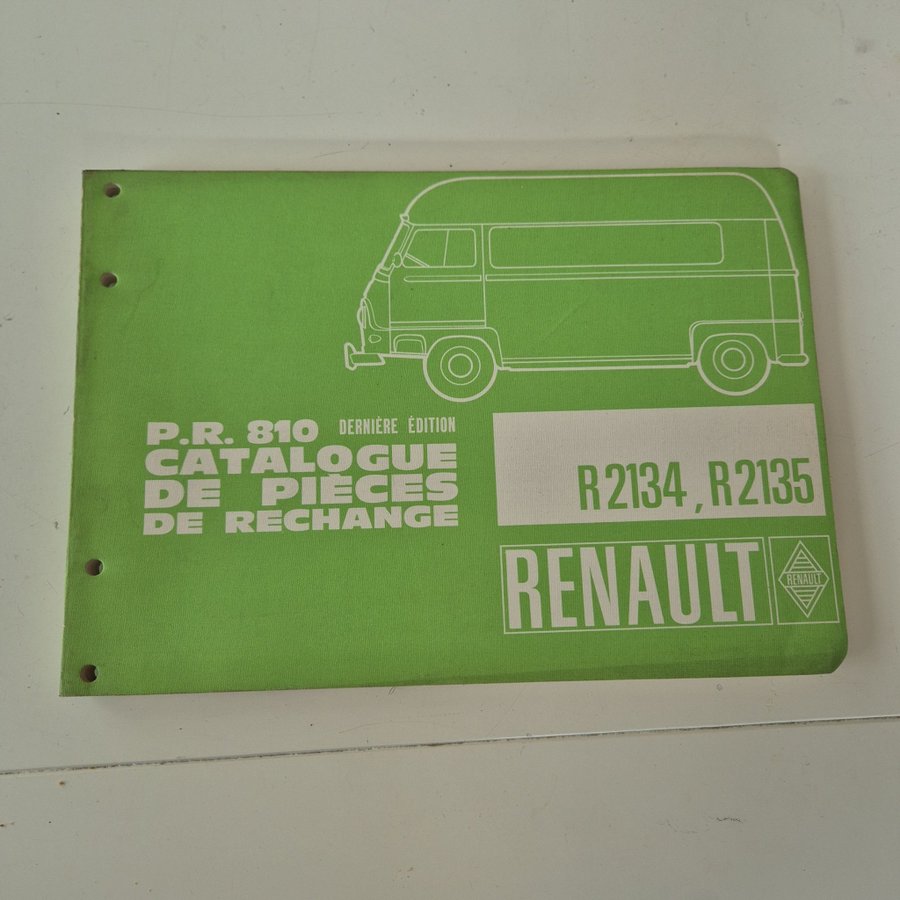 P.R. 810 DERNIÈRE ÉDITION
CATALOGUE
DE PIÈCES
DE RECHANGE
R2134, R2135
RENAULT
RENAULT